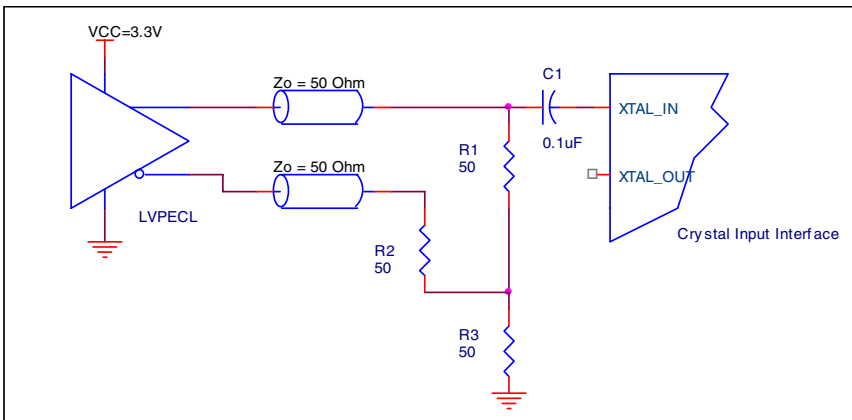 VCC=3.3V
Zo = 50 Ohm
C1
XTAL_IN
0.1uF
R1
50
Zo = 50 Ohm
XTAL_OUT
LVPECL
Crystal Input Interface
R2
50
R3
50